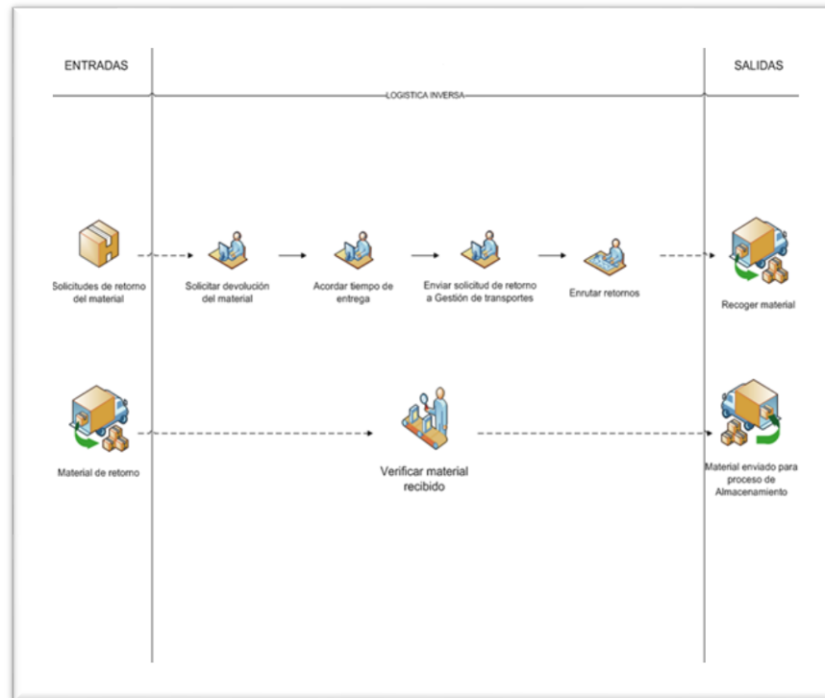 ENTRADAS
SALIDAS
LOGISTICA INVERSA
Solicitudes de retorno
del material
Solicitar devolución
del material
Acordar tiempo de
entrega
Enviar solicitud de retorno
a Gestión de transportes
Enrutar retornos
Recoger material
Material de retorno
Verificar material
recibido
Material enviado para
proceso de
Almacenamiento